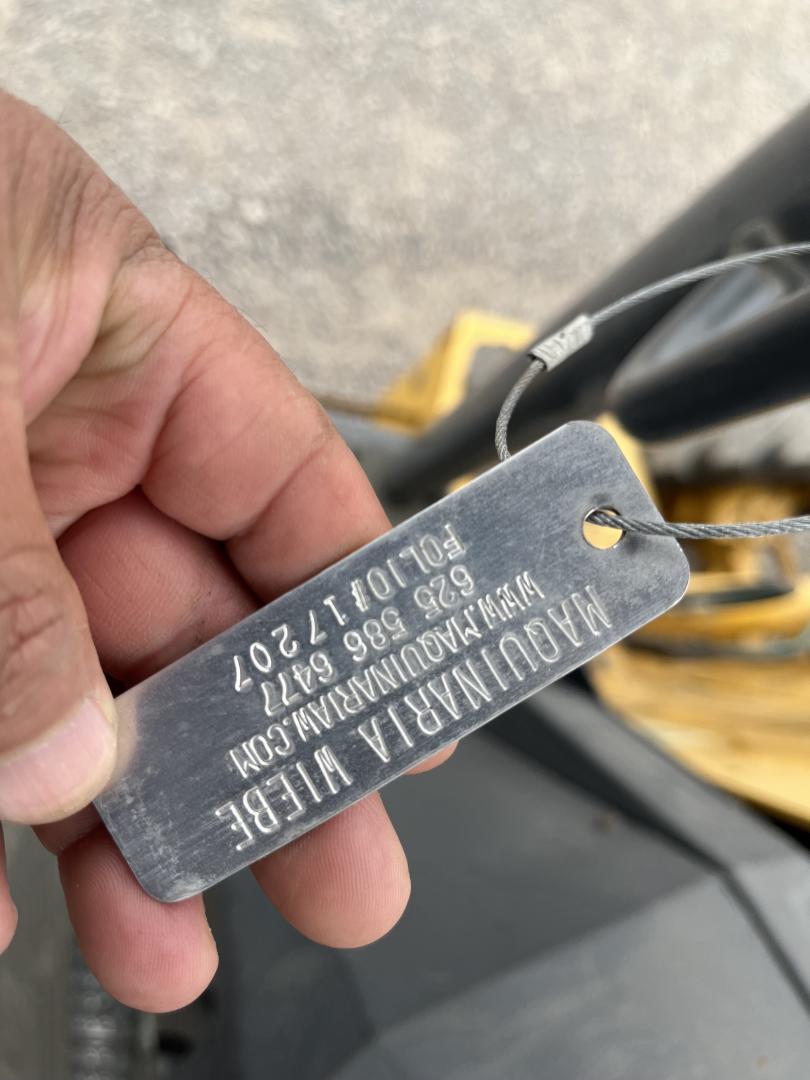 MAQUINARIA WIEBE
WWW.MAQUINARIAW.COM
625 586 6477
FOLIO#17207